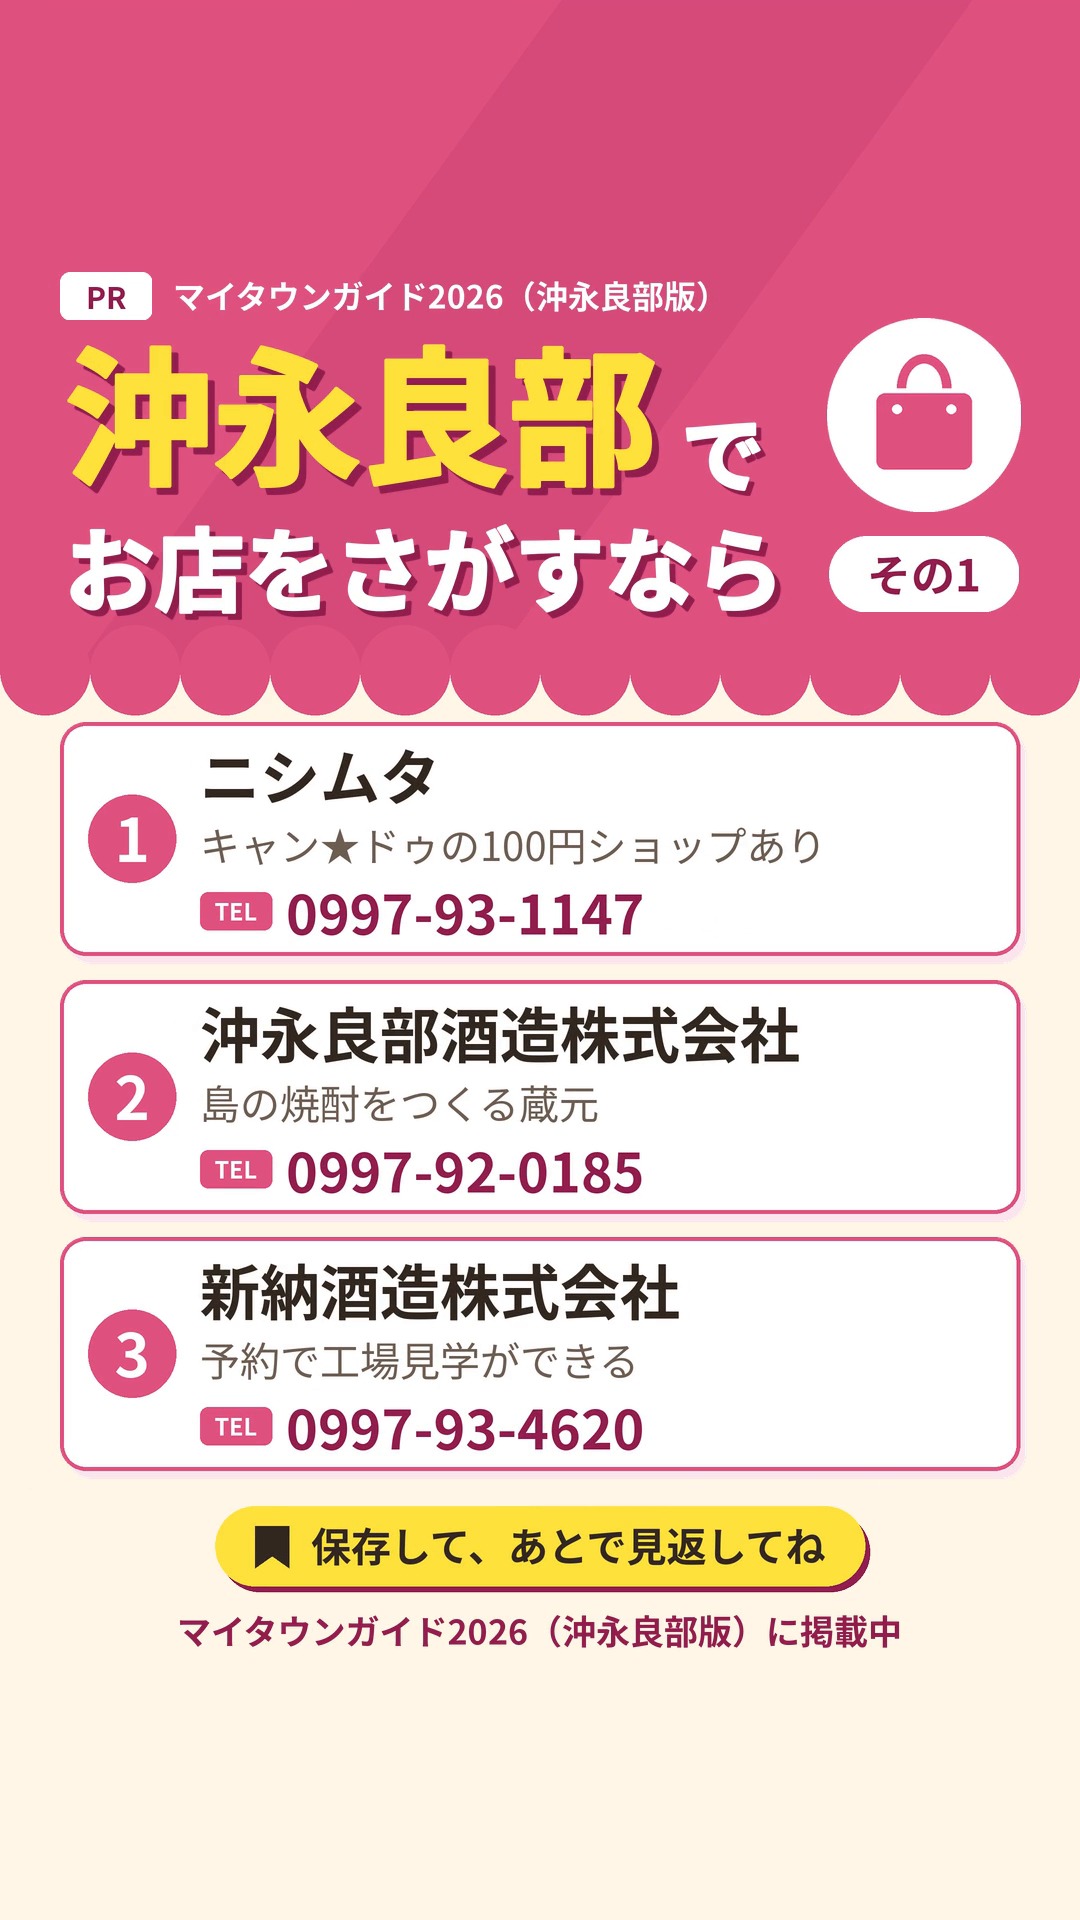 PR マイタウンガイド2026（沖永良部版）
沖永良部で
お店をさがすなら
その1
1
ニシムタ
キャン★ドゥの100円ショップあり
TEL 0997-93-1147
2
沖永良部酒造株式会社
島の焼酎をつくる蔵元
TEL 0997-92-0185
3
新納酒造株式会社
予約で工場見学ができる
TEL 0997-93-4620
保存して、あとで見返してね
マイタウンガイド2026（沖永良部版）に掲載中